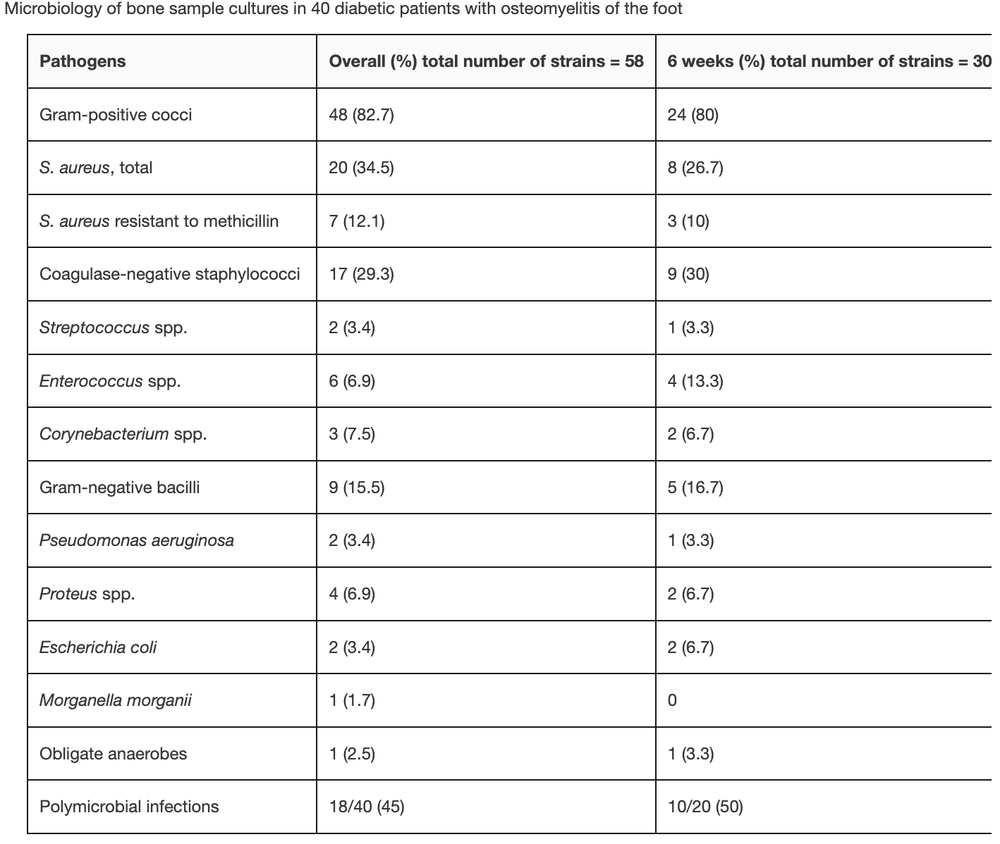 Microbiology of bone sample cultures in 40 diabetic patients with osteomyelitis of the foot
Pathogens Overall (%) total number of strains = 58 6 weeks (%) total number of strains = 30
Gram-positive cocci 48 (82.7) 24 (80)
S. aureus, total 20 (34.5) 8 (26.7)
S. aureus resistant to methicillin 7 (12.1) 3 (10)
Coagulase-negative staphylococci 17 (29.3) 9 (30)
Streptococcus spp. 2 (3.4) 1 (3.3)
Enterococcus spp. 6 (6.9) 4 (13.3)
Corynebacterium spp. 3 (7.5) 2 (6.7)
Gram-negative bacilli 9 (15.5) 5 (16.7)
Pseudomonas aeruginosa 2 (3.4) 1 (3.3)
Proteus spp. 4 (6.9) 2 (6.7)
Escherichia coli 2 (3.4) 2 (6.7)
Morganella morganii 1 (1.7) 0
Obligate anaerobes 1 (2.5) 1 (3.3)
Polymicrobial infections 18/40 (45) 10/20 (50)